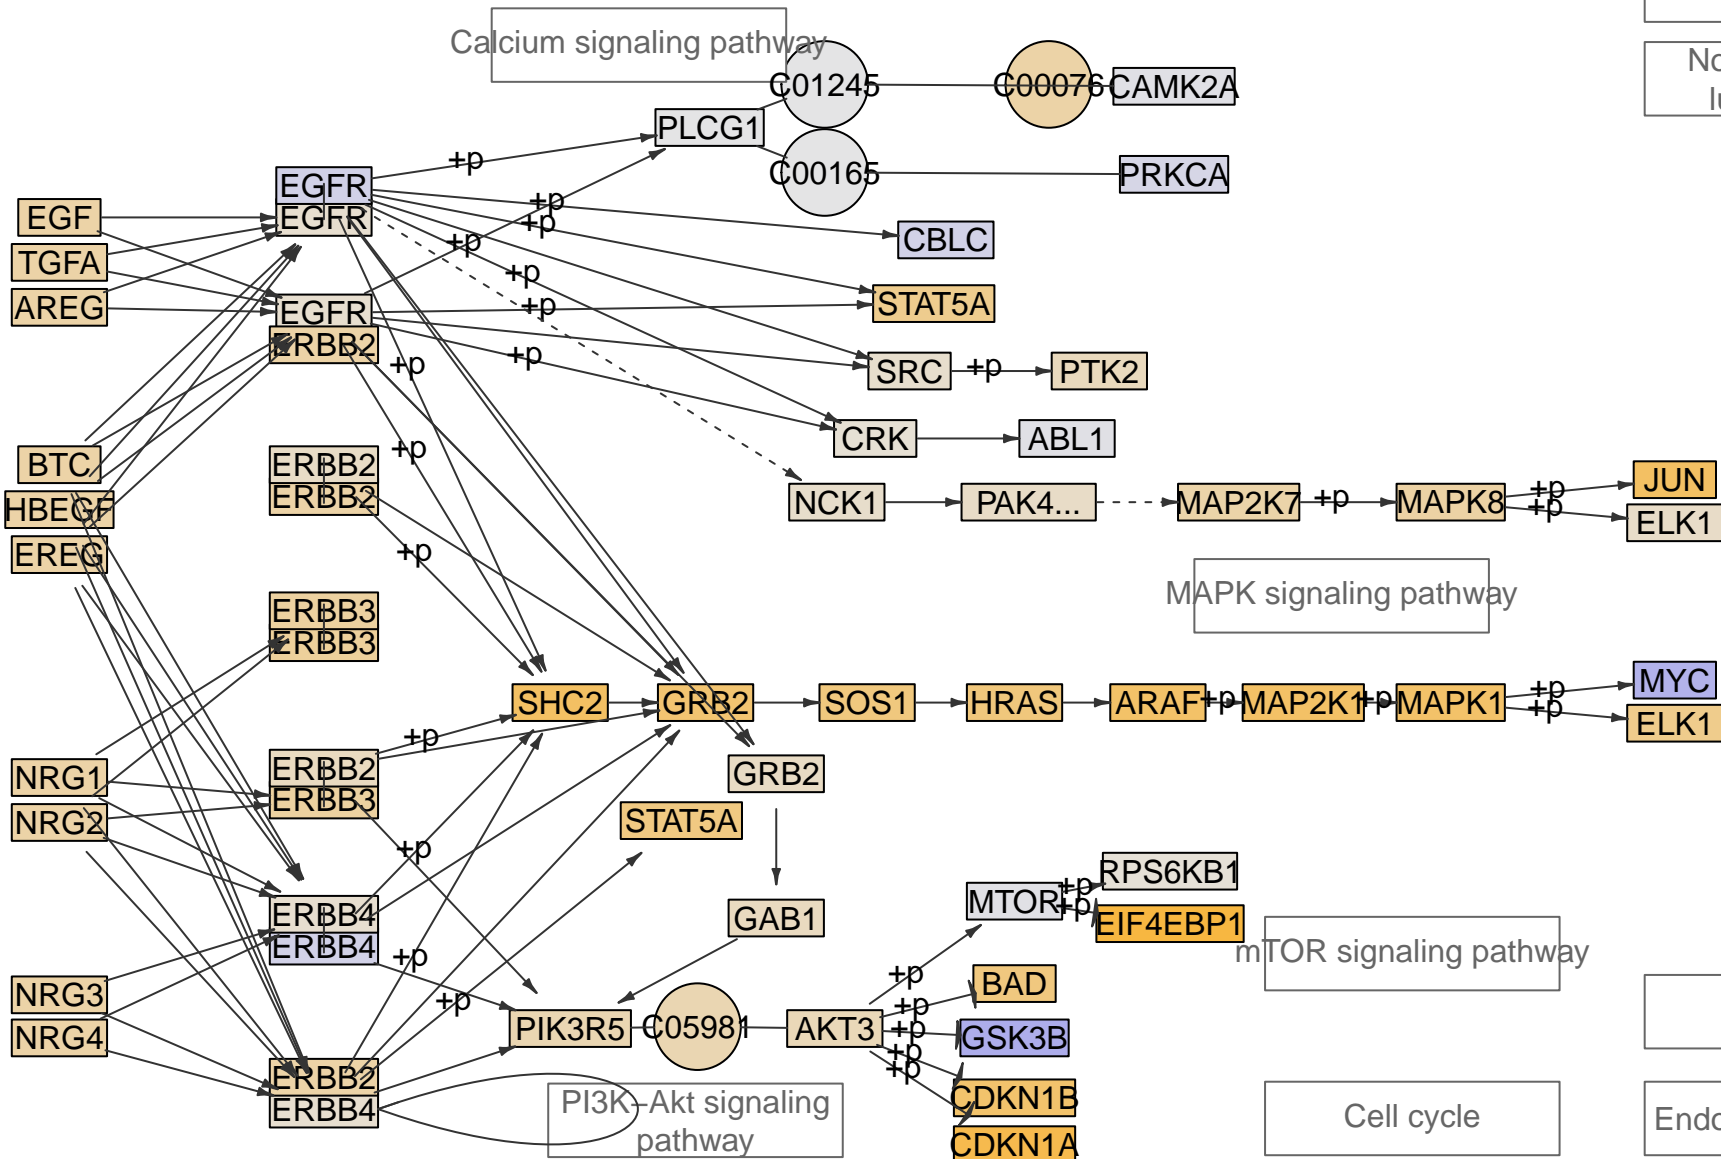 Calcium signaling pathway
C01245
C00076
CAMK2A
PLCG1
C00165
PRKCA
+p
EGFR
EGFR
EGF
TGFA
AREG
+p
+p
+p
CBLC
+p
STAT5A
+p
EGFR
ERBB2
+p
+p
SRC
+p
PTK2
CRK
ABL1
+p
BTC
HBEGF
EREG
ERBB2
ERBB2
NCK1
PAK4...
MAP2K7
+p
MAPK8
+p
+p
JUN
ELK1
+p
MAPK signaling pathway
ERBB3
ERBB3
SHC2
GRB2
SOS1
HRAS
ARAF
+p
MAP2K1
+p
MAPK1
+p
+p
MYC
ELK1
+p
NRG1
NRG2
ERBB2
ERBB3
GRB2
STAT5A
+p
ERBB4
ERBB4
GAB1
MTOR
+p
+p
RPS6KB1
EIF4EBP1
mTOR signaling pathway
+p
+p
NRG3
NRG4
+p
PIK3R5
C05981
AKT3
+p
+p
+p
+p
BAD
GSK3B
CDKN1B
CDKN1A
ERBB2
ERBB4
PI3K–Akt signaling
pathway
Cell cycle